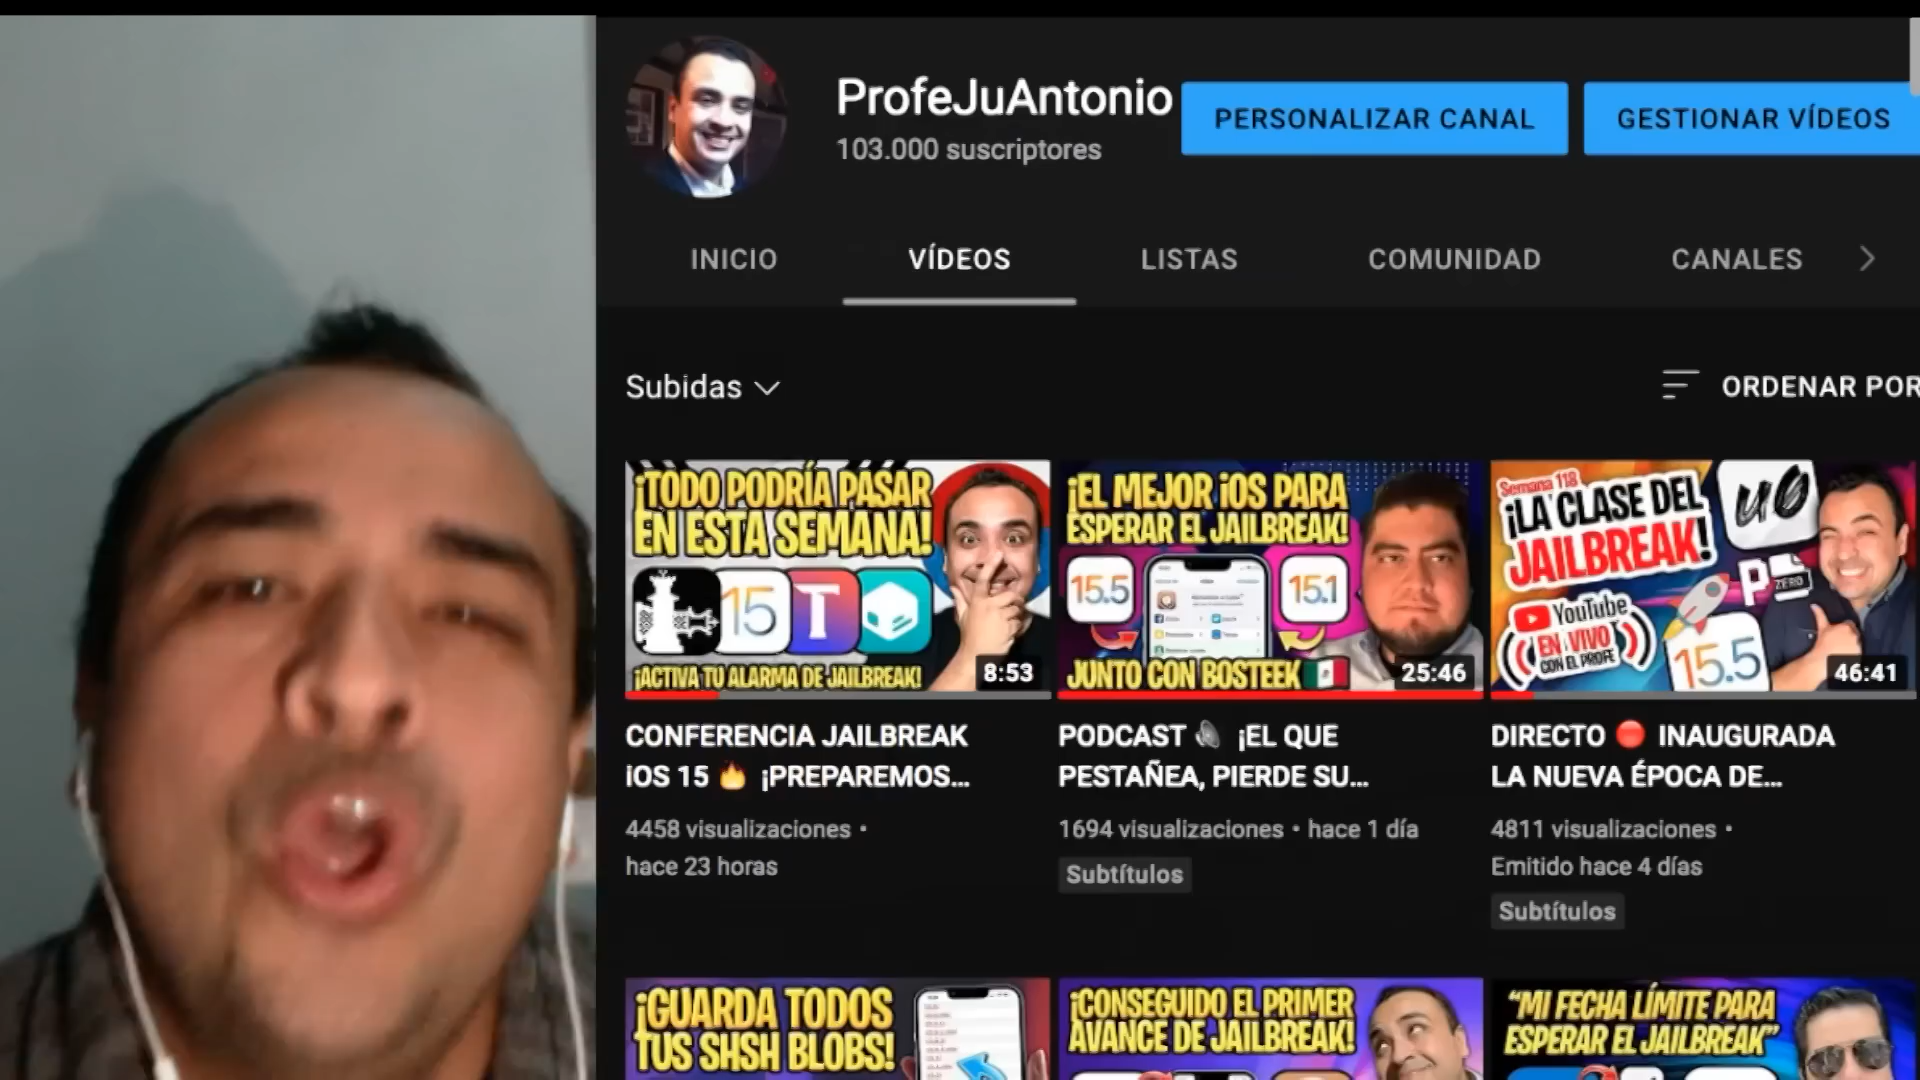 ProfeJuAntonio
103.000 suscriptores
PERSONALIZAR CANAL
GESTIONAR VÍDEOS
INICIO
VÍDEOS
LISTAS
COMUNIDAD
CANALES
Subidas
ORDENAR POR
¡TODO PODRÍA PASAR
EN ESTA SEMANA!
15
T
¡ACTIVA TU ALARMA DE JAILBREAK!
8:53
CONFERENCIA JAILBREAK
iOS 15 🔥 ¡PREPAREMOS...
4458 visualizaciones •
hace 23 horas
¡EL MEJOR iOS PARA
ESPERAR EL JAILBREAK!
15.5
15.1
JUNTO CON BOSTEEK
25:46
PODCAST 🔊 ¡EL QUE
PESTAÑEA, PIERDE SU...
1694 visualizaciones • hace 1 día
Subtítulos
Semana 118
¡LA CLASE DEL
JAILBREAK!
u0
P
ZERO
YouTube
EN VIVO
CON EL PROFE
15.5
46:41
DIRECTO 🔴 INAUGURADA
LA NUEVA ÉPOCA DE...
4811 visualizaciones •
Emitido hace 4 días
Subtítulos
¡GUARDA TODOS
TUS SHSH BLOBS!
¡CONSEGUIDO EL PRIMER
AVANCE DE JAILBREAK!
“MI FECHA LÍMITE PARA
ESPERAR EL JAILBREAK”